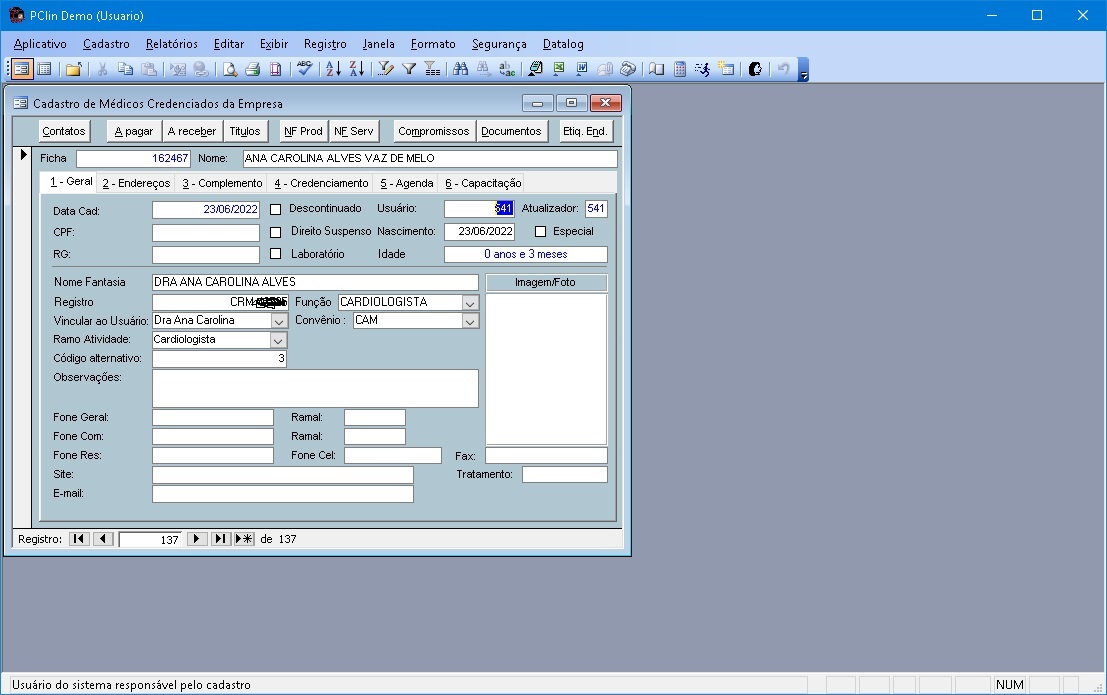 PClin Demo (Usuario)
Aplicativo Cadastro Relatórios Editar Exibir Registro Janela Formato Segurança Datalog
Cadastro de Médicos Credenciados da Empresa
Contatos A pagar A receber Titulos NF Prod NF Serv Compromissos Documentos Etiq. End.
Ficha 162467 Nome: ANA CAROLINA ALVES VAZ DE MELO
1 - Geral 2 - Endereços 3 - Complemento 4 - Credenciamento 5 - Agenda 6 - Capacitação
Data Cad: 23/06/2022 Descontinuado Usuário: 541 Atualizador: 541
CPF: Direito Suspenso Nascimento: 23/06/2022 Especial
RG: Laboratório Idade 0 anos e 3 meses
Nome Fantasia DRA ANA CAROLINA ALVES Imagem/Foto
Registro CRM Função CARDIOLOGISTA
Vincular ao Usuário: Dra Ana Carolina Convênio : CAM
Ramo Atividade: Cardiologista
Código alternativo: 3
Observações:
Fone Geral: Ramal:
Fone Com: Ramal:
Fone Res: Fone Cel: Fax:
Site: Tratamento:
E-mail:
Registro: 137 de 137
Usuário do sistema responsável pelo cadastro NUM